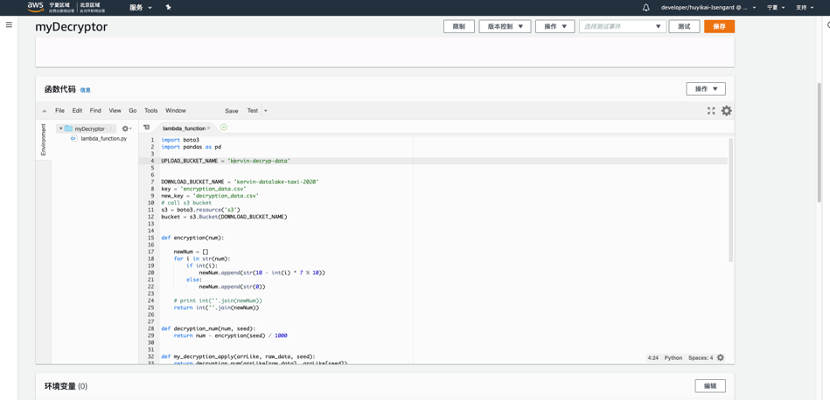 aws
宁夏区域
北京区域
服务
developer/huyikai-Isengard @ ...
宁夏
支持
myDecryptor
限制
版本控制
操作
选择测试事件
测试
保存
函数代码 信息
操作
File Edit Find View Go Tools Window Save Test
Environment
myDecryptor
lambda_function.py
lambda_function
1 import boto3
2 import pandas as pd
3
4 UPLOAD_BUCKET_NAME = 'kervin-decryp-data'
5
6
7 DOWNLOAD_BUCKET_NAME = 'kervin-datalake-taxi-2020'
8 key = 'encryption_data.csv'
9 new_key = 'decryption_data.csv'
10 # call s3 bucket
11 s3 = boto3.resource('s3')
12 bucket = s3.Bucket(DOWNLOAD_BUCKET_NAME)
13
14
15 def encryption(num):
16
17 newNum = []
18 for i in str(num):
19 if int(i):
20 newNum.append(str(10 - int(i) * 7 % 10))
21 else:
22 newNum.append(str(0))
23
24 # print int(''.join(newNum))
25 return int(''.join(newNum))
26
27
28 def decryption_num(num, seed):
29 return num - encryption(seed) / 1000
30
31
32 def my_decryption_apply(arrLike, raw_data, seed):
33 return decryption_num(arrLike[raw_data], arrLike[seed])
4:24 Python Spaces: 4
环境变量 (0)
编辑